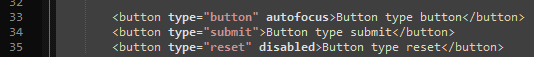 32
33 <button type="button" autofocus>Button type button</button>
34 <button type="submit">Button type submit</button>
35 <button type="reset" disabled>Button type reset</button>